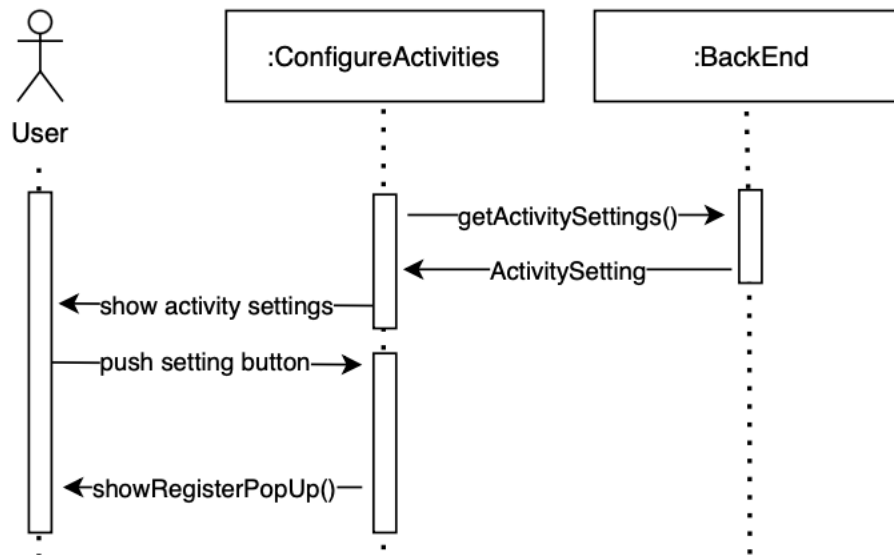 :ConfigureActivities
:BackEnd
User
getActivitySettings()
ActivitySetting
show activity settings
push setting button
showRegisterPopUp()